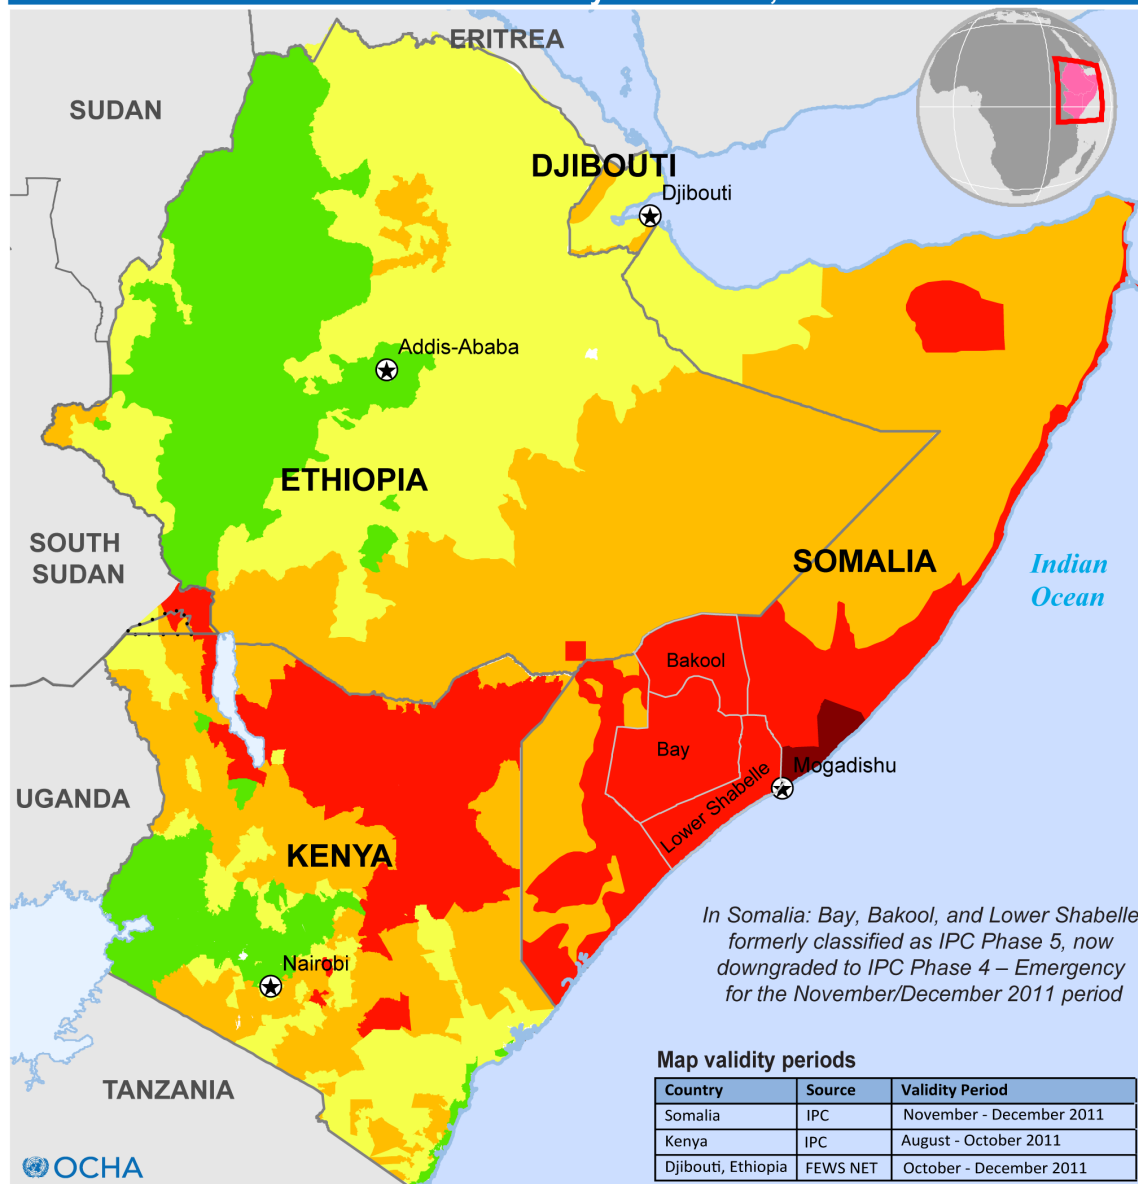 ERITREA
SUDAN
DJIBOUTI
Djibouti
Addis-Ababa
ETHIOPIA
SOUTH
SUDAN
SOMALIA
Indian
Ocean
Bakool
Bay
Mogadishu
Lower Shabelle
UGANDA
KENYA
In Somalia: Bay, Bakool, and Lower Shabelle
formerly classified as IPC Phase 5, now
downgraded to IPC Phase 4 – Emergency
for the November/December 2011 period
Nairobi
TANZANIA
Map validity periods
Country Source Validity Period
Somalia IPC November - December 2011
Kenya IPC August - October 2011
Djibouti, Ethiopia FEWS NET October - December 2011
OCHA